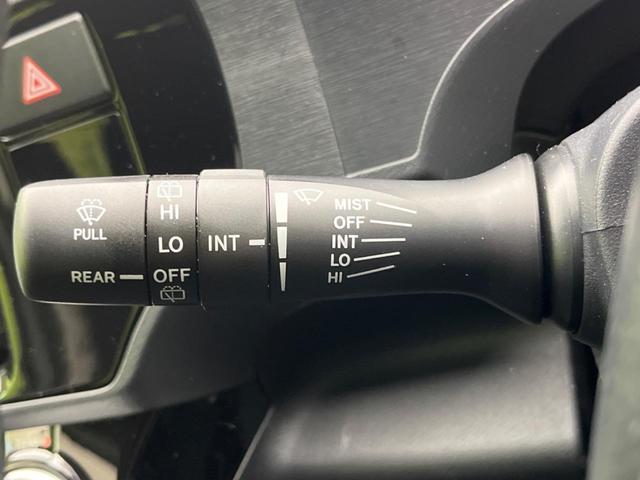 PULL
REAR
HI
LO
OFF
INT
MIST
OFF
INT
LO
HI